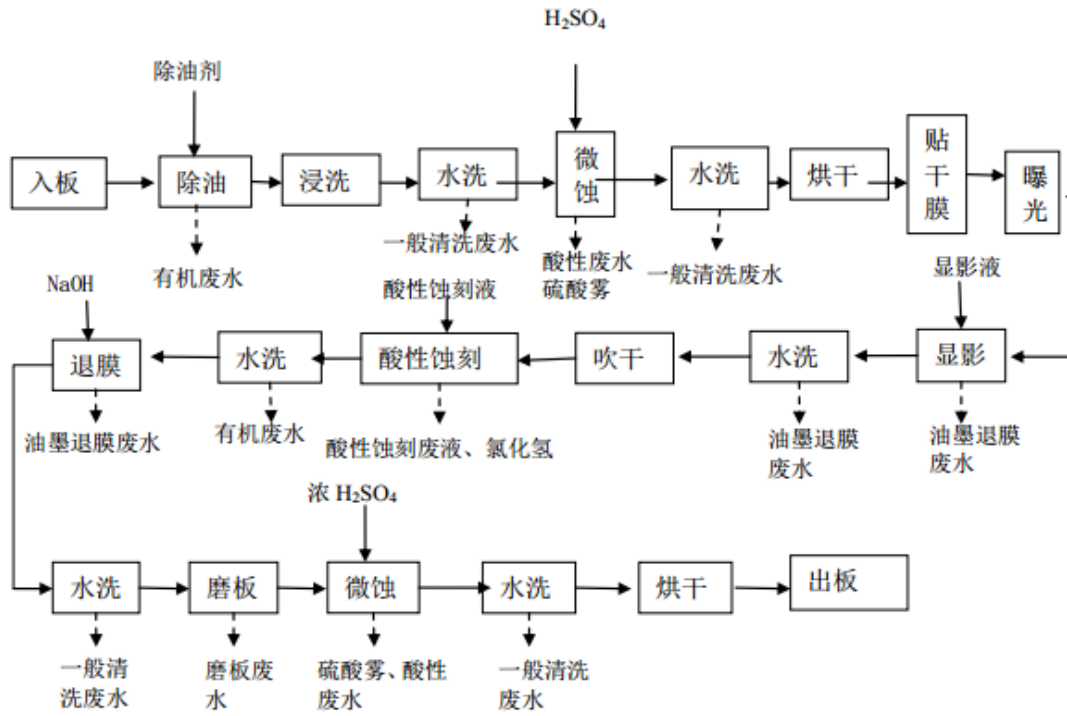 H₂SO₄
除油剂
入板
除油
浸洗
水洗
微
蚀
水洗
烘干
贴
干
膜
曝
光
有机废水
一般清洗废水
酸性废水
硫酸雾
一般清洗废水
显影液
NaOH
酸性蚀刻液
退膜
水洗
酸性蚀刻
吹干
水洗
显影
油墨退膜废水
有机废水
酸性蚀刻废液、氯化氢
油墨退膜
废水
油墨退膜
废水
浓 H₂SO₄
水洗
磨板
微蚀
水洗
烘干
出板
一般清
洗废水
磨板废
水
硫酸雾、酸性
废水
一般清洗
废水